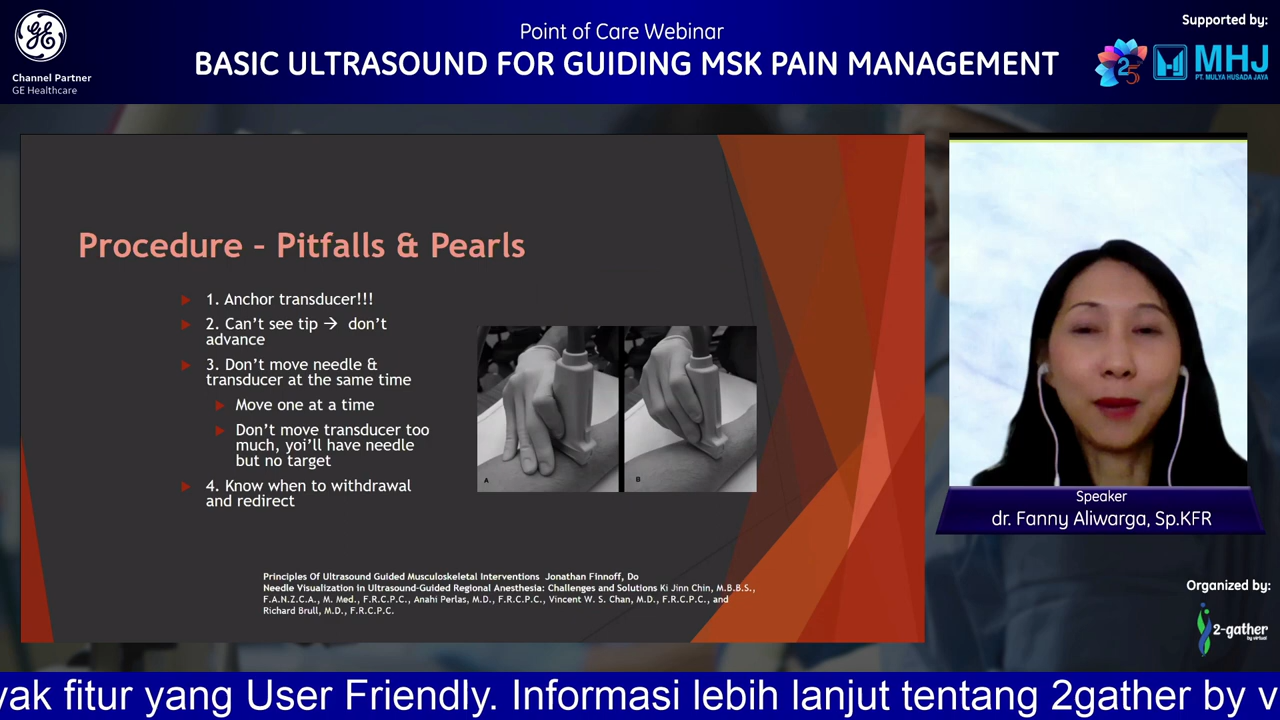 Channel Partner
GE Healthcare
Point of Care Webinar
BASIC ULTRASOUND FOR GUIDING MSK PAIN MANAGEMENT
Supported by:
25
MHJ
PT. MULYA HUSADA JAYA
Procedure – Pitfalls & Pearls
1. Anchor transducer!!!
2. Can't see tip → don't
advance
3. Don't move needle &
transducer at the same time
Move one at a time
Don't move transducer too
much, yoi'll have needle
but no target
4. Know when to withdrawal
and redirect
A
B
Principles Of Ultrasound Guided Musculoskeletal Interventions Jonathan Finnoff, Do
Needle Visualization in Ultrasound-Guided Regional Anesthesia: Challenges and Solutions Ki Jinn Chin, M.B.B.S.,
F.A.N.Z.C.A., M. Med., F.R.C.P.C., Anahi Perlas, M.D., F.R.C.P.C., Vincent W. S. Chan, M.D., F.R.C.P.C., and
Richard Brull, M.D., F.R.C.P.C.
Speaker
dr. Fanny Aliwarga, Sp.KFR
Organized by:
2-gather
by virtual
yak fitur yang User Friendly. Informasi lebih lanjut tentang 2gather by v